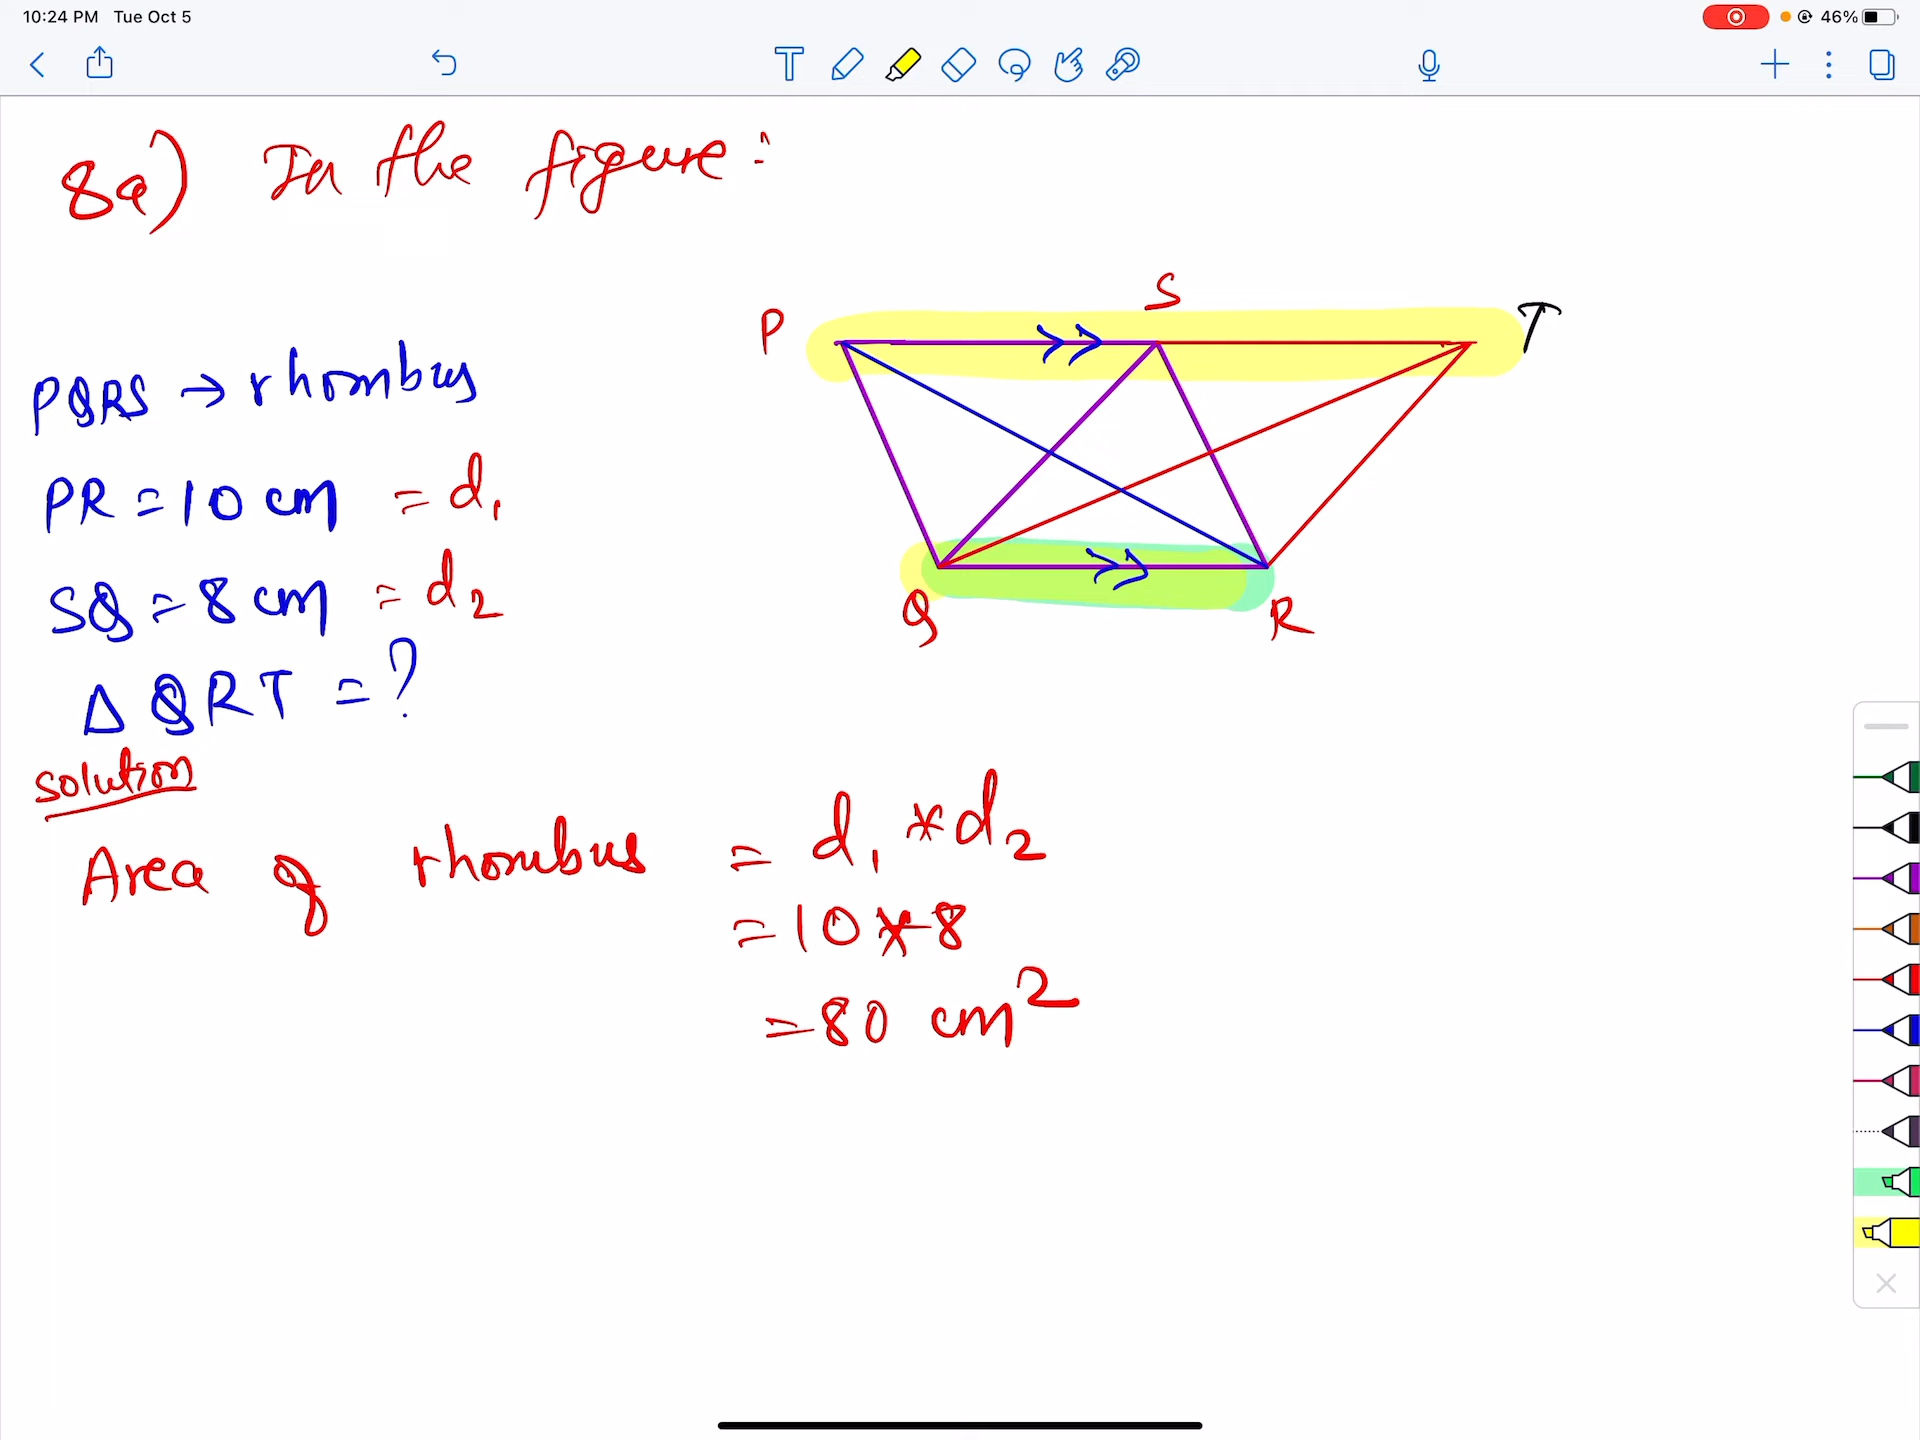 10:24 PM Tue Oct 5
46%
8a) In the figure:
P
S
T
Q
R
PQRS → rhombus
PR = 10 cm = d₁
SQ = 8 cm = d₂
Δ QRT = ?
solution
Area of rhombus = d₁ * d₂
= 10 * 8
= 80 cm²